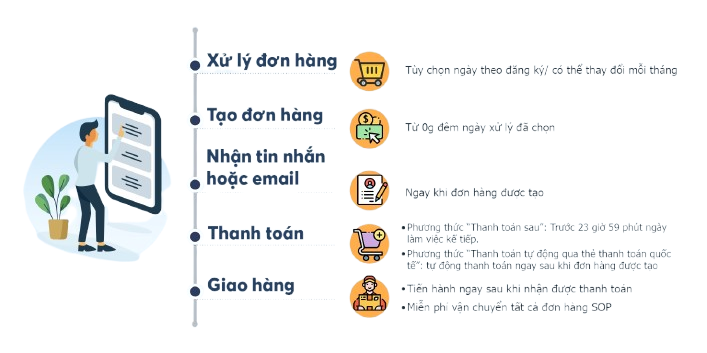 Xử lý đơn hàng
Tùy chọn ngày theo đăng ký/ có thể thay đổi mỗi tháng
Tạo đơn hàng
Từ 0g đêm ngày xử lý đã chọn
Nhận tin nhắn
hoặc email
Ngay khi đơn hàng được tạo
Thanh toán
•Phương thức "Thanh toán sau": Trước 23 giờ 59 phút ngày
làm việc kế tiếp.
•Phương thức "Thanh toán tự động qua thẻ thanh toán quốc
tế": tự động thanh toán ngay sau khi đơn hàng được tạo
Giao hàng
•Tiến hành ngay sau khi nhận được thanh toán
•Miễn phí vận chuyển tất cả đơn hàng SOP